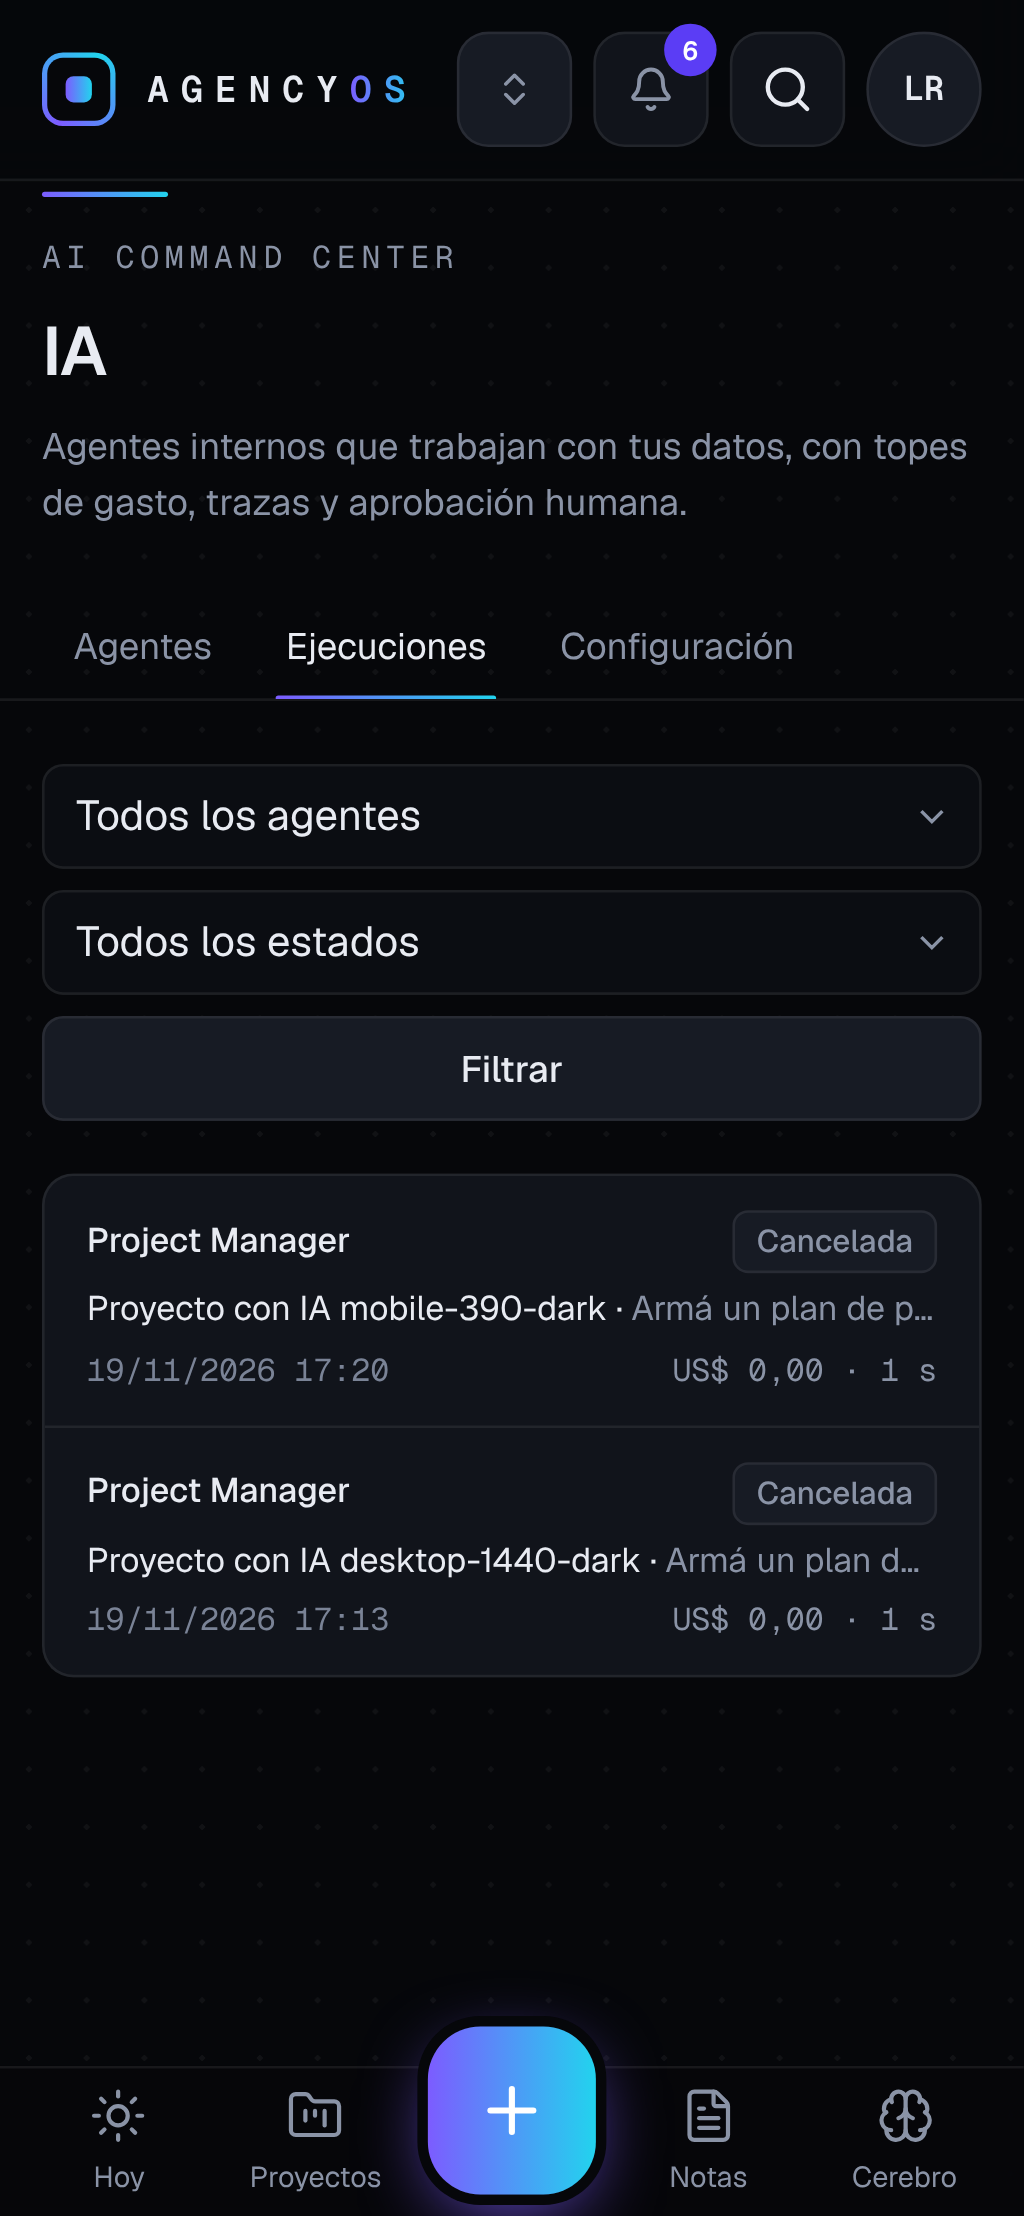 AGENCYOS
6
LR
AI COMMAND CENTER
IA
Agentes internos que trabajan con tus datos, con topes
de gasto, trazas y aprobación humana.
Agentes Ejecuciones Configuración
Todos los agentes
Todos los estados
Filtrar
Project Manager Cancelada
Proyecto con IA mobile-390-dark · Armá un plan de p...
19/11/2026 17:20 US$ 0,00 · 1 s
Project Manager Cancelada
Proyecto con IA desktop-1440-dark · Armá un plan d...
19/11/2026 17:13 US$ 0,00 · 1 s
Hoy Proyectos Notas Cerebro